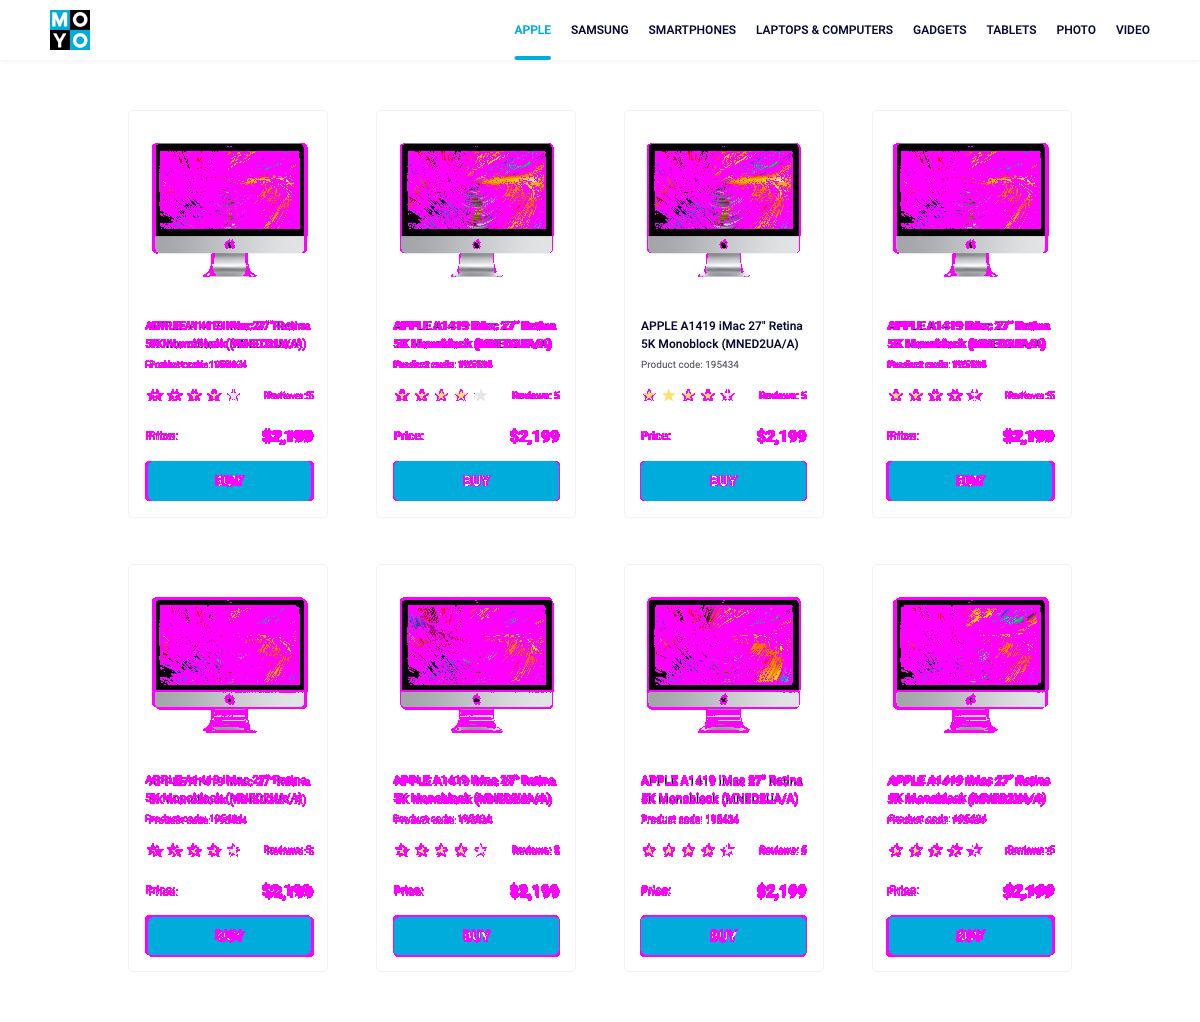 MO
YO
APPLE SAMSUNG SMARTPHONES LAPTOPS & COMPUTERS GADGETS TABLETS PHOTO VIDEO
APPLE A1419 iMac 27" Retina
5K Monoblock (MNED2UA/A)
Product code: 195434
Reviews: 5
Price: $2,199
BUY
APPLE A1419 iMac 27" Retina
5K Monoblock (MNED2UA/A)
Product code: 195434
Reviews: 5
Price: $2,199
BUY
APPLE A1419 iMac 27" Retina
5K Monoblock (MNED2UA/A)
Product code: 195434
Reviews: 5
Price: $2,199
BUY
APPLE A1419 iMac 27" Retina
5K Monoblock (MNED2UA/A)
Product code: 195434
Reviews: 5
Price: $2,199
BUY
APPLE A1419 iMac 27" Retina
5K Monoblock (MNED2UA/A)
Product code: 195434
Reviews: 5
Price: $2,199
BUY
APPLE A1419 iMac 27" Retina
5K Monoblock (MNED2UA/A)
Product code: 195434
Reviews: 5
Price: $2,199
BUY
APPLE A1419 iMac 27" Retina
5K Monoblock (MNED2UA/A)
Product code: 195434
Reviews: 5
Price: $2,199
BUY
APPLE A1419 iMac 27" Retina
5K Monoblock (MNED2UA/A)
Product code: 195434
Reviews: 5
Price: $2,199
BUY